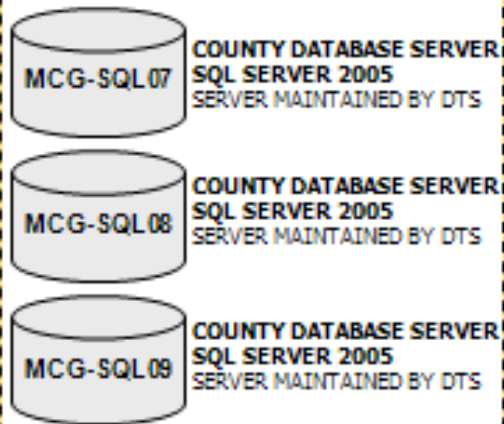 MCG-SQL07
COUNTY DATABASE SERVER
SQL SERVER 2005
SERVER MAINTAINED BY DTS
MCG-SQL08
COUNTY DATABASE SERVER
SQL SERVER 2005
SERVER MAINTAINED BY DTS
MCG-SQL09
COUNTY DATABASE SERVER
SQL SERVER 2005
SERVER MAINTAINED BY DTS